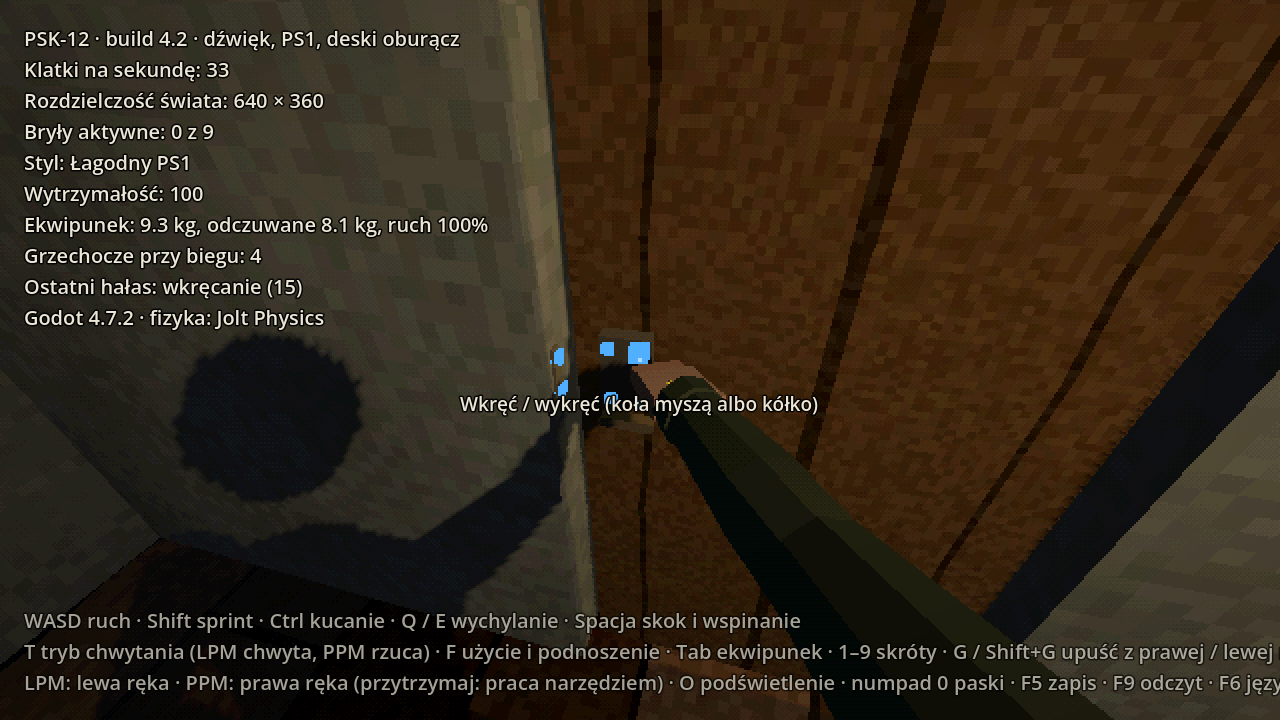 PSK-12 · build 4.2 · dźwięk, PS1, deski oburącz
Klatki na sekundę: 33
Rozdzielczość świata: 640 × 360
Bryły aktywne: 0 z 9
Styl: Łagodny PS1
Wytrzymałość: 100
Ekwipunek: 9.3 kg, odczuwane 8.1 kg, ruch 100%
Grzechocze przy biegu: 4
Ostatni hałas: wkręcanie (15)
Godot 4.7.2 · fizyka: Jolt Physics
Wkręć / wykręć (koła myszą albo kółko)
WASD ruch · Shift sprint · Ctrl kucanie · Q / E wychylanie · Spacja skok i wspinanie
T tryb chwytania (LPM chwyta, PPM rzuca) · F użycie i podnoszenie · Tab ekwipunek · 1–9 skróty · G / Shift+G upuść z prawej / lewej
LPM: lewa ręka · PPM: prawa ręka (przytrzymaj: praca narzędziem) · O podświetlenie · numpad 0 paski · F5 zapis · F9 odczyt · F6 języ